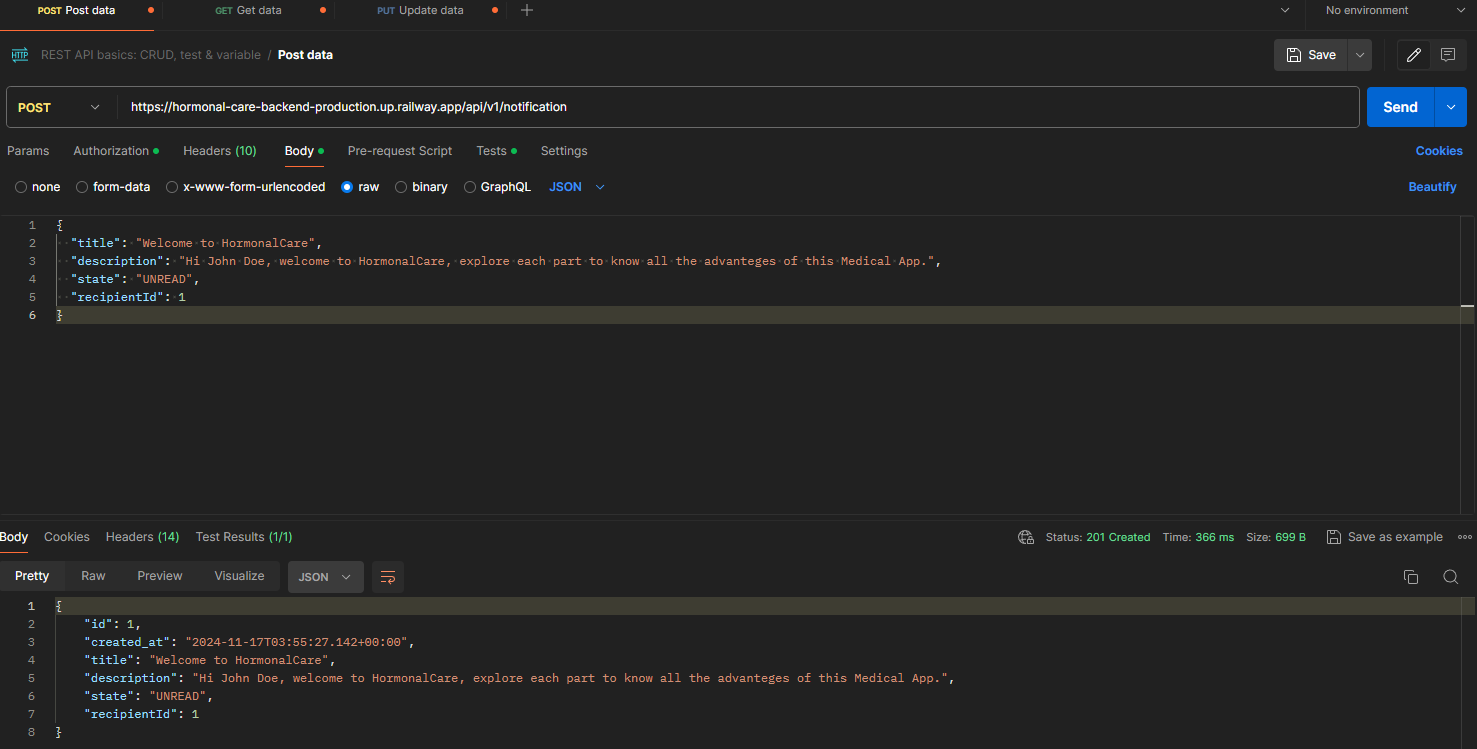 POST Post data GET Get data PUT Update data No environment
HTTP REST API basics: CRUD, test & variable / Post data Save
POST https://hormonal-care-backend-production.up.railway.app/api/v1/notification Send
Params Authorization Headers (10) Body Pre-request Script Tests Settings Cookies
none form-data x-www-form-urlencoded raw binary GraphQL JSON Beautify
1 {
2 "title": "Welcome to HormonalCare",
3 "description": "Hi John Doe, welcome to HormonalCare, explore each part to know all the advanteges of this Medical App.",
4 "state": "UNREAD",
5 "recipientId": 1
6 }
Body Cookies Headers (14) Test Results (1/1) Status: 201 Created Time: 366 ms Size: 699 B Save as example
Pretty Raw Preview Visualize JSON
1 {
2 "id": 1,
3 "created_at": "2024-11-17T03:55:27.142+00:00",
4 "title": "Welcome to HormonalCare",
5 "description": "Hi John Doe, welcome to HormonalCare, explore each part to know all the advanteges of this Medical App.",
6 "state": "UNREAD",
7 "recipientId": 1
8 }